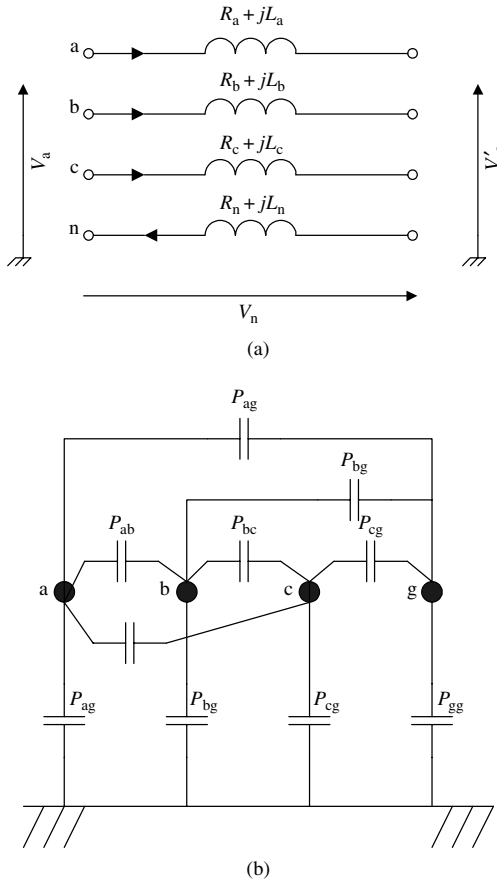 a
R_a + jL_a
b
R_b + jL_b
V_a
c
R_c + jL_c
n
R_n + jL_n
V_n
(a)
P_ag
P_bg
P_ab
P_bc
P_cg
a
b
c
g
P_ag
P_bg
P_cg
P_gg
(b)